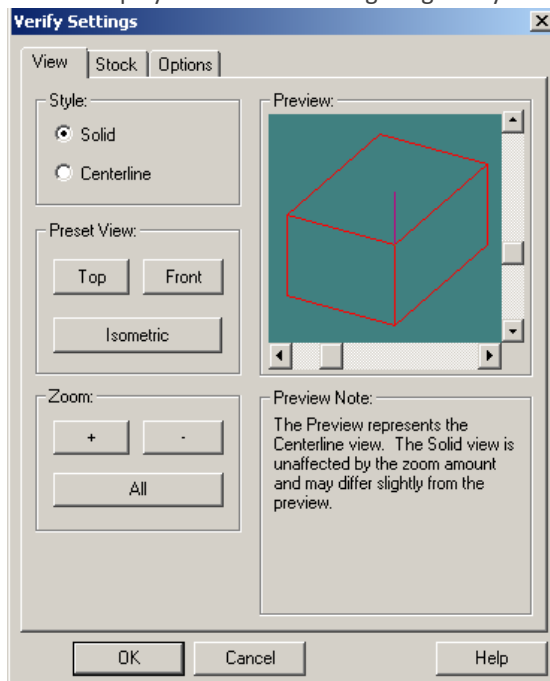 Verify Settings
View Stock Options
Style:
Solid
Centerline
Preset View:
Top Front
Isometric
Zoom:
+ -
All
Preview:
Preview Note:
The Preview represents the
Centerline view. The Solid view is
unaffected by the zoom amount
and may differ slightly from the
preview.
OK Cancel Help